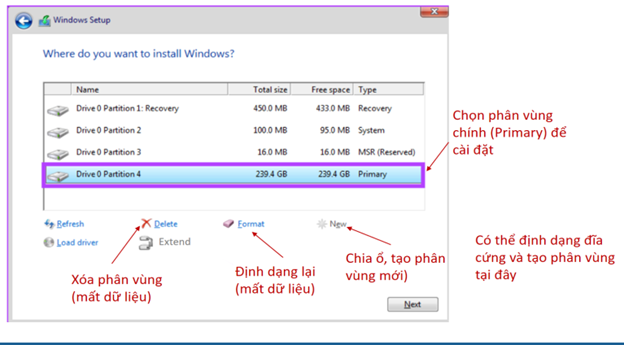 Windows Setup
Where do you want to install Windows?
Name Total size Free space Type
Drive 0 Partition 1: Recovery 450.0 MB 433.0 MB Recovery
Drive 0 Partition 2 100.0 MB 95.0 MB System
Drive 0 Partition 3 16.0 MB 16.0 MB MSR (Reserved)
Drive 0 Partition 4 239.4 GB 239.4 GB Primary
Refresh Delete Format New
Load driver Extend
Next
Chọn phân vùng
chính (Primary) để
cài đặt
Xóa phân vùng
(mất dữ liệu)
Định dạng lại
(mất dữ liệu)
Chia ổ, tạo phân
vùng mới)
Có thể định dạng đĩa
cứng và tạo phân vùng
tại đây